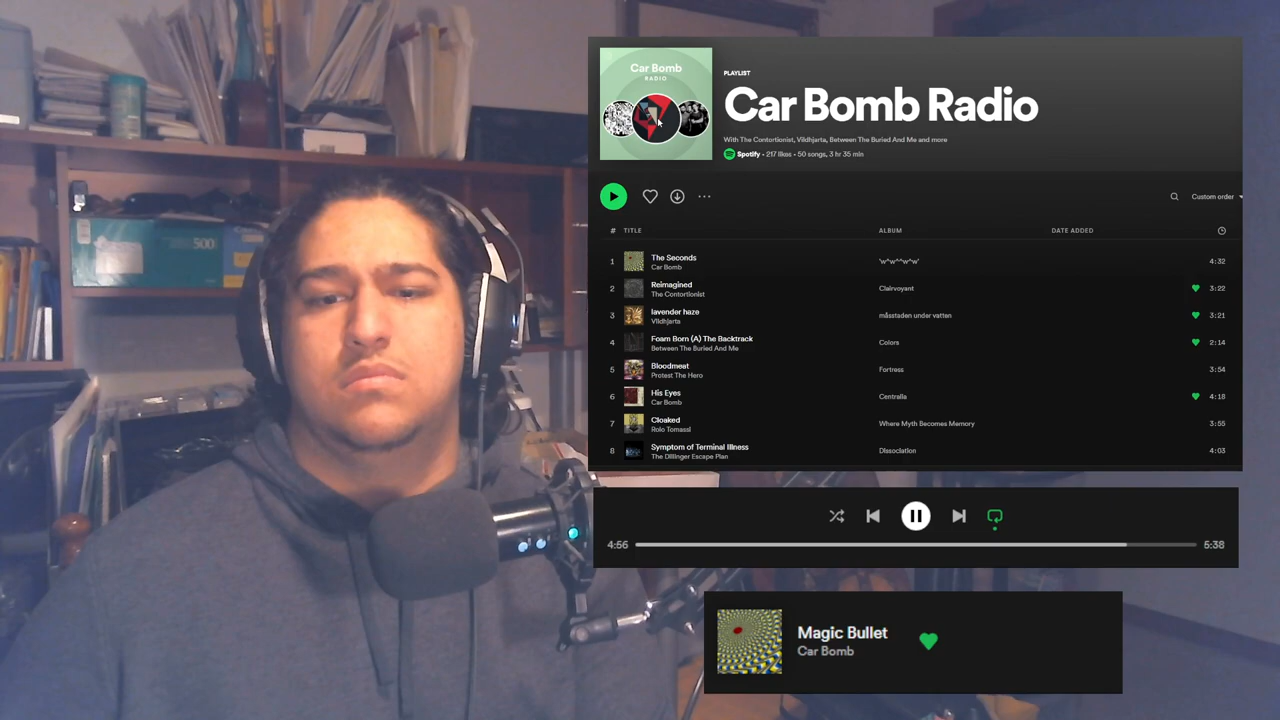 Car Bomb
RADIO
PLAYLIST
Car Bomb Radio
With The Contortionist, Vildhjarta, Between The Buried And Me and more
Spotify • 217 likes • 50 songs, 3 hr 35 min
Custom order
# TITLE ALBUM DATE ADDED
1 The Seconds 'w^w^^w^w' 4:32
Car Bomb
2 Reimagined Clairvoyant 3:22
The Contortionist
3 lavender haze måsstaden under vatten 3:21
Vildhjarta
4 Foam Born (A) The Backtrack Colors 2:14
Between The Buried And Me
5 Bloodmeat Fortress 3:54
Protest The Hero
6 His Eyes Centralia 4:18
Car Bomb
7 Cloaked Where Myth Becomes Memory 3:55
Rolo Tomassi
8 Symptom of Terminal Illness Dissociation 4:03
The Dillinger Escape Plan
4:56 5:38
Magic Bullet
Car Bomb
500